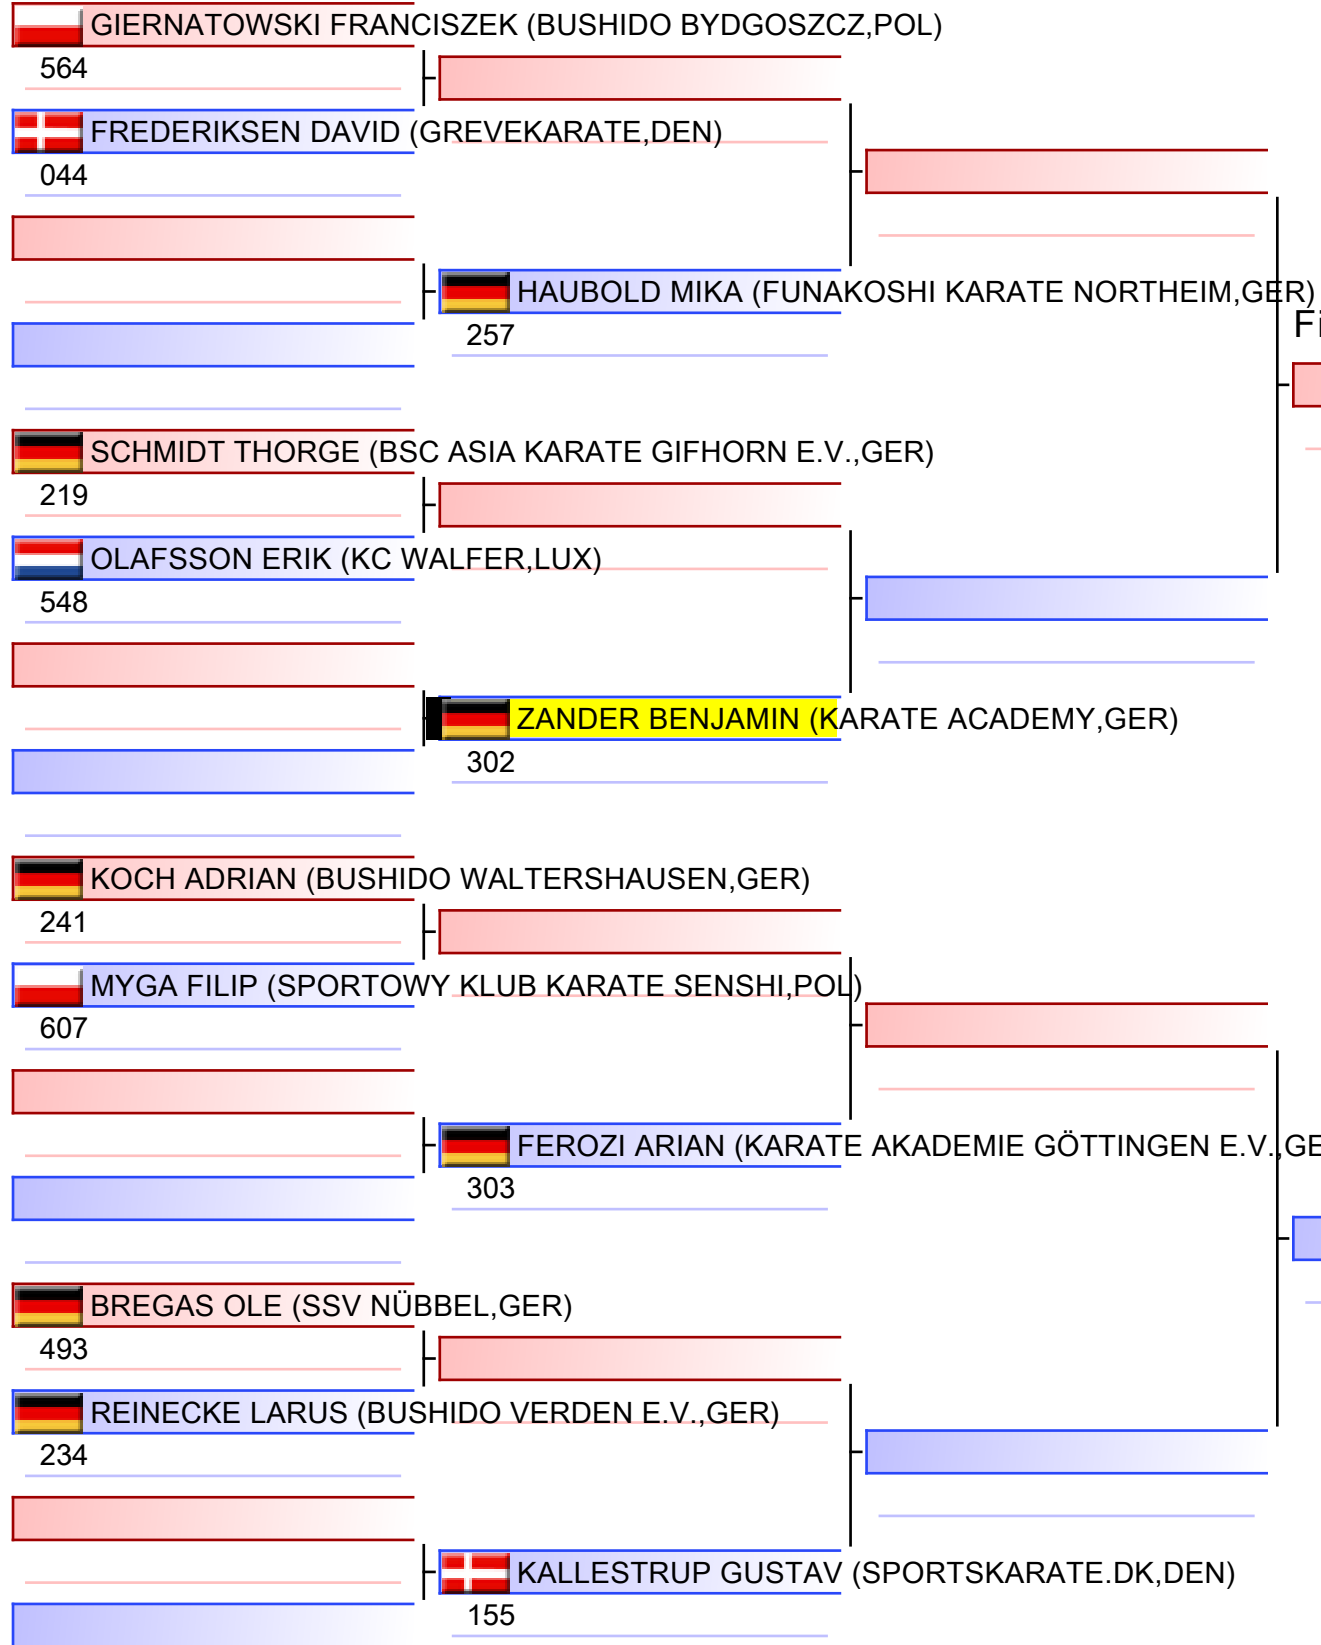 GIERNATOWSKI FRANCISZEK (BUSHIDO BYDGOSZCZ,POL)
564
FREDERIKSEN DAVID (GREVEKARATE,DEN)
044
HAUBOLD MIKA (FUNAKOSHI KARATE NORTHEIM,GER)
Fi
257
SCHMIDT THORGE (BSC ASIA KARATE GIFHORN E.V.,GER)
219
OLAFSSON ERIK (KC WALFER,LUX)
548
ZANDER BENJAMIN (KARATE ACADEMY,GER)
302
KOCH ADRIAN (BUSHIDO WALTERSHAUSEN,GER)
241
MYGA FILIP (SPORTOWY KLUB KARATE SENSHI,POL)
607
FEROZI ARIAN (KARATE AKADEMIE GÖTTINGEN E.V.,GE
303
BREGAS OLE (SSV NÜBBEL,GER)
493
REINECKE LARUS (BUSHIDO VERDEN E.V.,GER)
234
KALLESTRUP GUSTAV (SPORTSKARATE.DK,DEN)
155